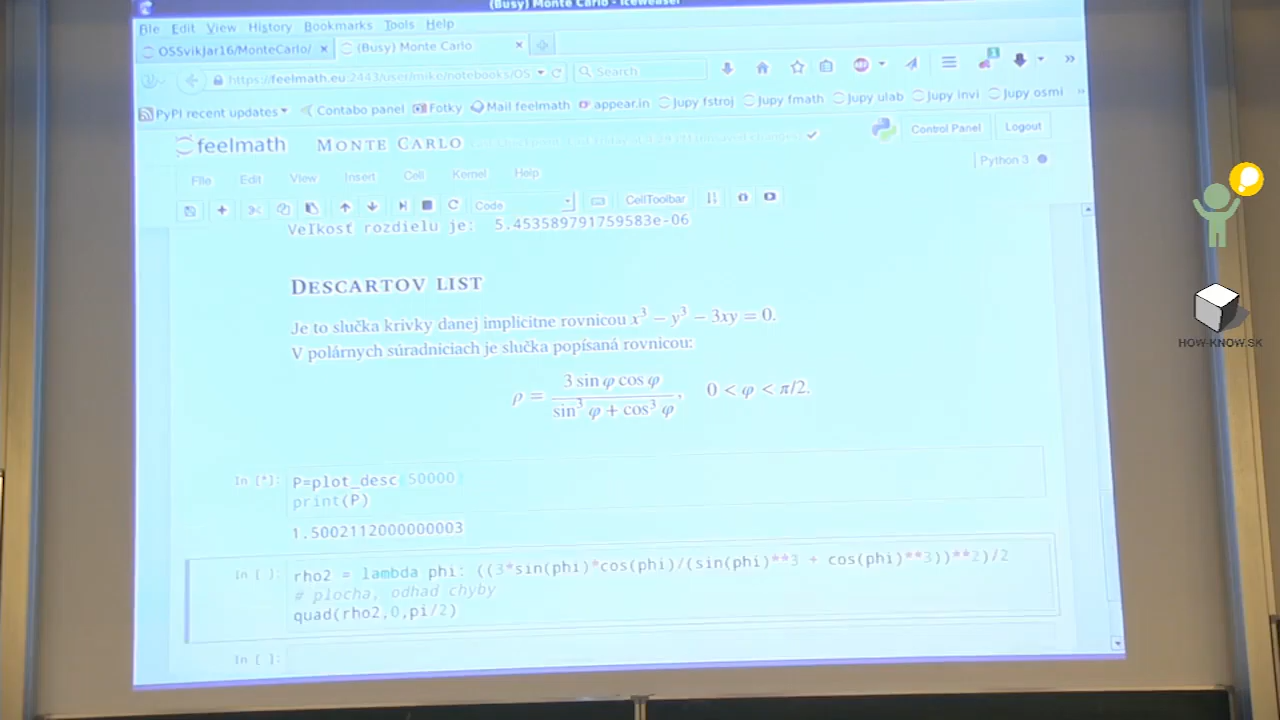 (Busy) Monte Carlo - Iceweasel
File Edit View History Bookmarks Tools Help
OSSvikJar16/MonteCarlo/ × (Busy) Monte Carlo ×
https://feelmath.eu:2443/user/mike/notebooks/OS Search ABP 1 »
PyPI recent updates Contabo panel Fotky Mail feelmath appear.in Jupy fstroj Jupy fmath Jupy ulab Jupy invi Jupy osmi »
feelmath MONTE CARLO Control Panel Logout
File Edit View Insert Cell Kernel Help Python 3
Code CellToolbar
Veľkosť rozdielu je: 5.453589791759583e-06
DESCARTOV LIST
Je to slučka krivky danej implicitne rovnicou x³ − y³ − 3xy = 0.
V polárnych súradniciach je slučka popísaná rovnicou:
ρ = 3 sin φ cos φ / sin³ φ + cos³ φ, 0 < φ < π/2.
In [*]: P=plot_desc 50000
print(P)
1.5002112000000003
In [ ]: rho2 = lambda phi: ((3*sin(phi)*cos(phi)/(sin(phi)**3 + cos(phi)**3))**2)/2
# plocha, odhad chyby
quad(rho2,0,pi/2)
In [ ]:
HOW-KNOW.SK